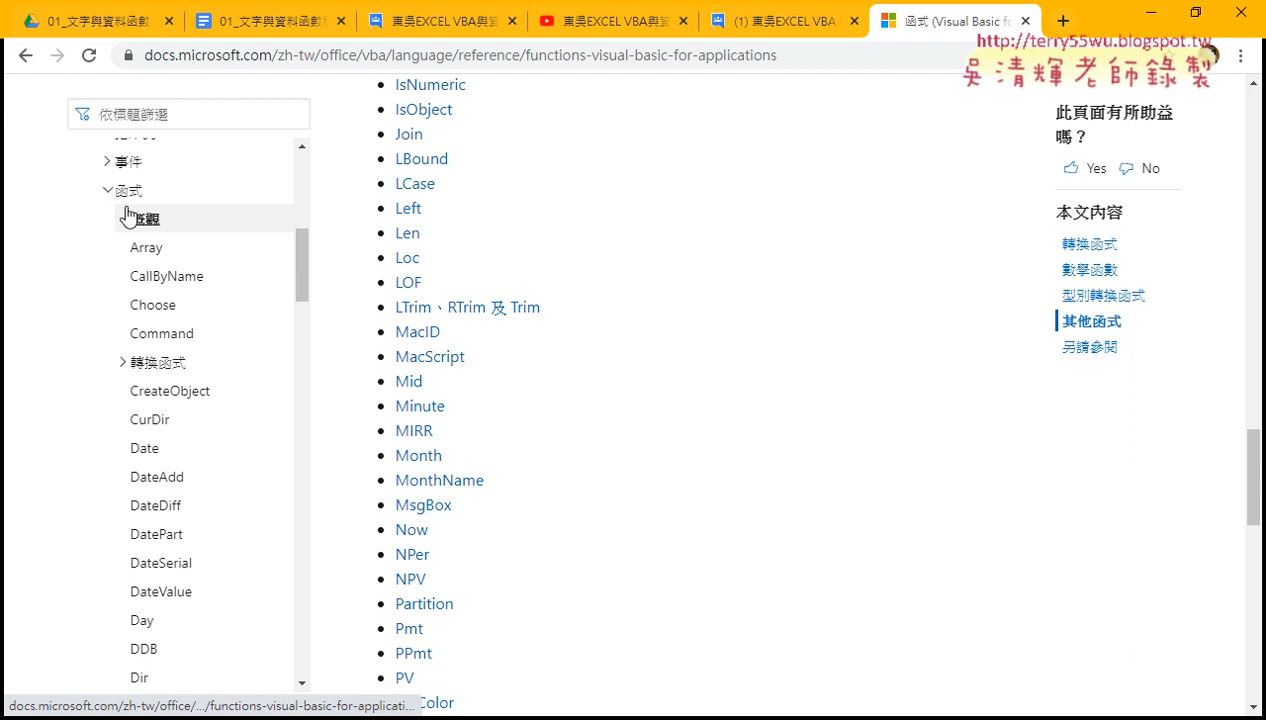 01_文字與資料函數
01_文字與資料函數和
東吳EXCEL VBA與資
東吳EXCEL VBA與資
(1) 東吳EXCEL VBA
函式 (Visual Basic fo
docs.microsoft.com/zh-tw/office/vba/language/reference/functions-visual-basic-for-applications
http://terry55wu.blogspot.tw
吳清輝老師錄製
依標題篩選
事件
函式
概觀
Array
CallByName
Choose
Command
轉換函式
CreateObject
CurDir
Date
DateAdd
DateDiff
DatePart
DateSerial
DateValue
Day
DDB
Dir
IsNumeric
IsObject
Join
LBound
LCase
Left
Len
Loc
LOF
LTrim、RTrim 及 Trim
MacID
MacScript
Mid
Minute
MIRR
Month
MonthName
MsgBox
Now
NPer
NPV
Partition
Pmt
PPmt
PV
Color
此頁面有所助益
嗎？
Yes No
本文內容
轉換函式
數學函數
型別轉換函式
其他函式
另請參閱
docs.microsoft.com/zh-tw/office/.../functions-visual-basic-for-applicati...